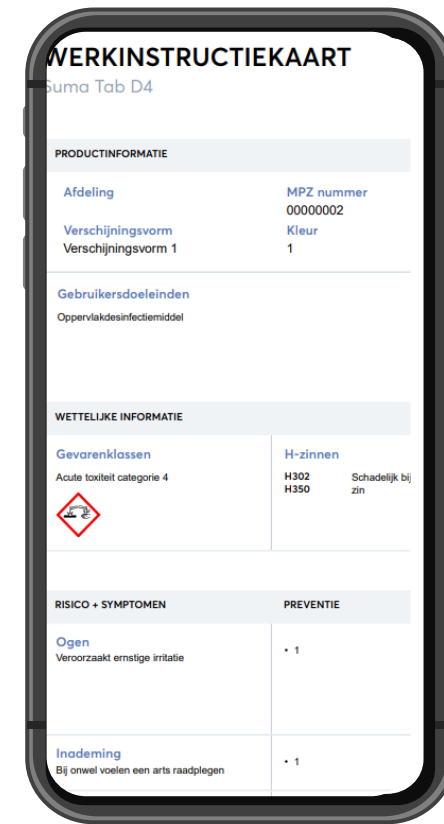 WERKINSTRUCTIEKAART
Suma Tab D4
PRODUCTINFORMATIE
Afdeling
MPZ nummer
00000002
Verschijningsvorm
Kleur
Verschijningsvorm 1
1
Gebruikersdoeleinden
Oppervlakdesinfectiemiddel
WETTELIJKE INFORMATIE
Gevarenklassen
H-zinnen
Acute toxiteit categorie 4
H302 Schadelijk bij
H350 zin
RISICO + SYMPTOMEN
PREVENTIE
Ogen
Veroorzaakt ernstige irritatie
• 1
Inademing
Bij onwel voelen een arts raadplegen
• 1